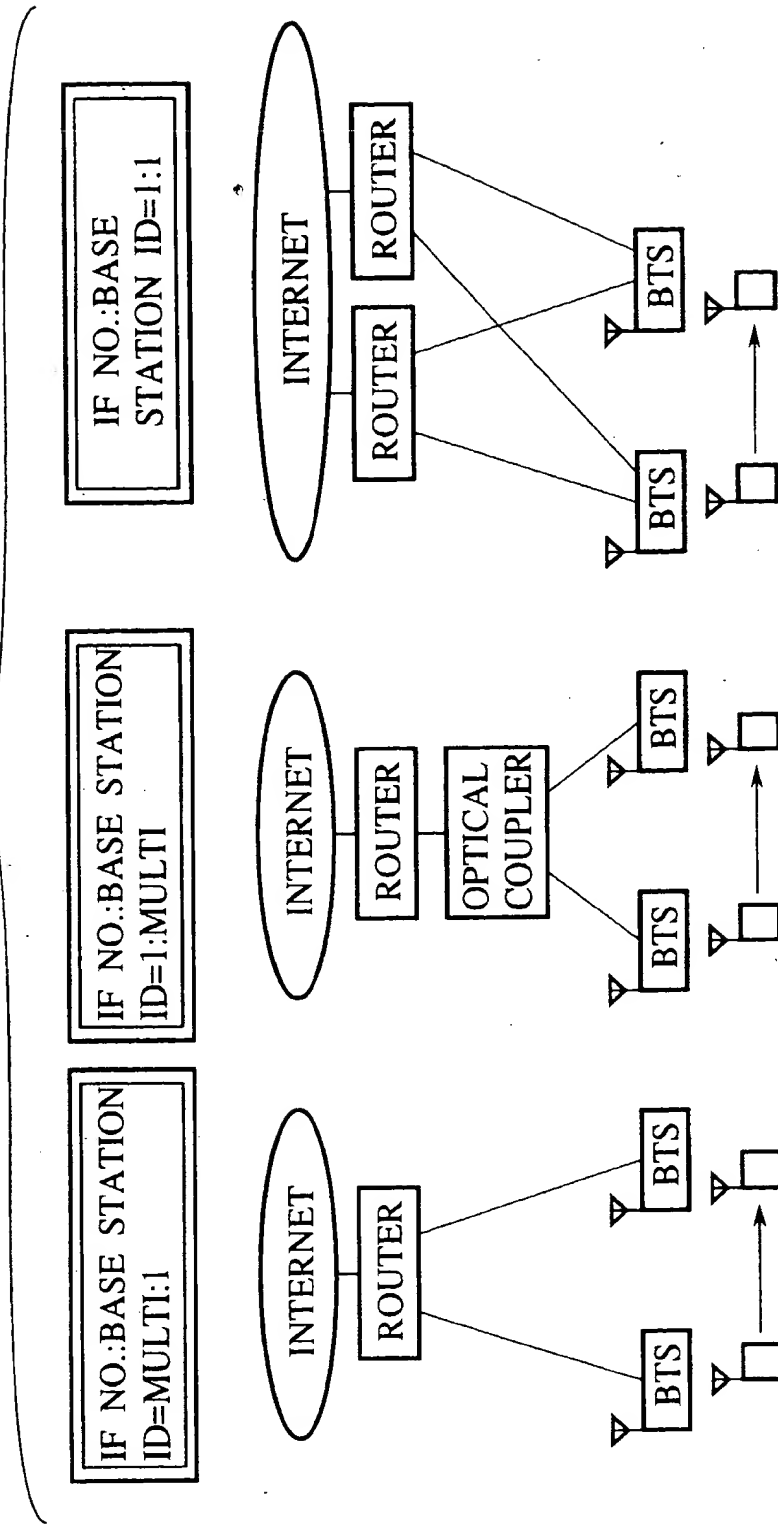 IF NO.:BASE STATION
ID=MULTI:1
INTERNET
ROUTER
BTS
BTS
IF NO.:BASE STATION
ID=1:MULTI
INTERNET
ROUTER
OPTICAL
COUPLER
BTS
BTS
IF NO.:BASE
STATION ID=1:1
INTERNET
ROUTER
ROUTER
BTS
BTS